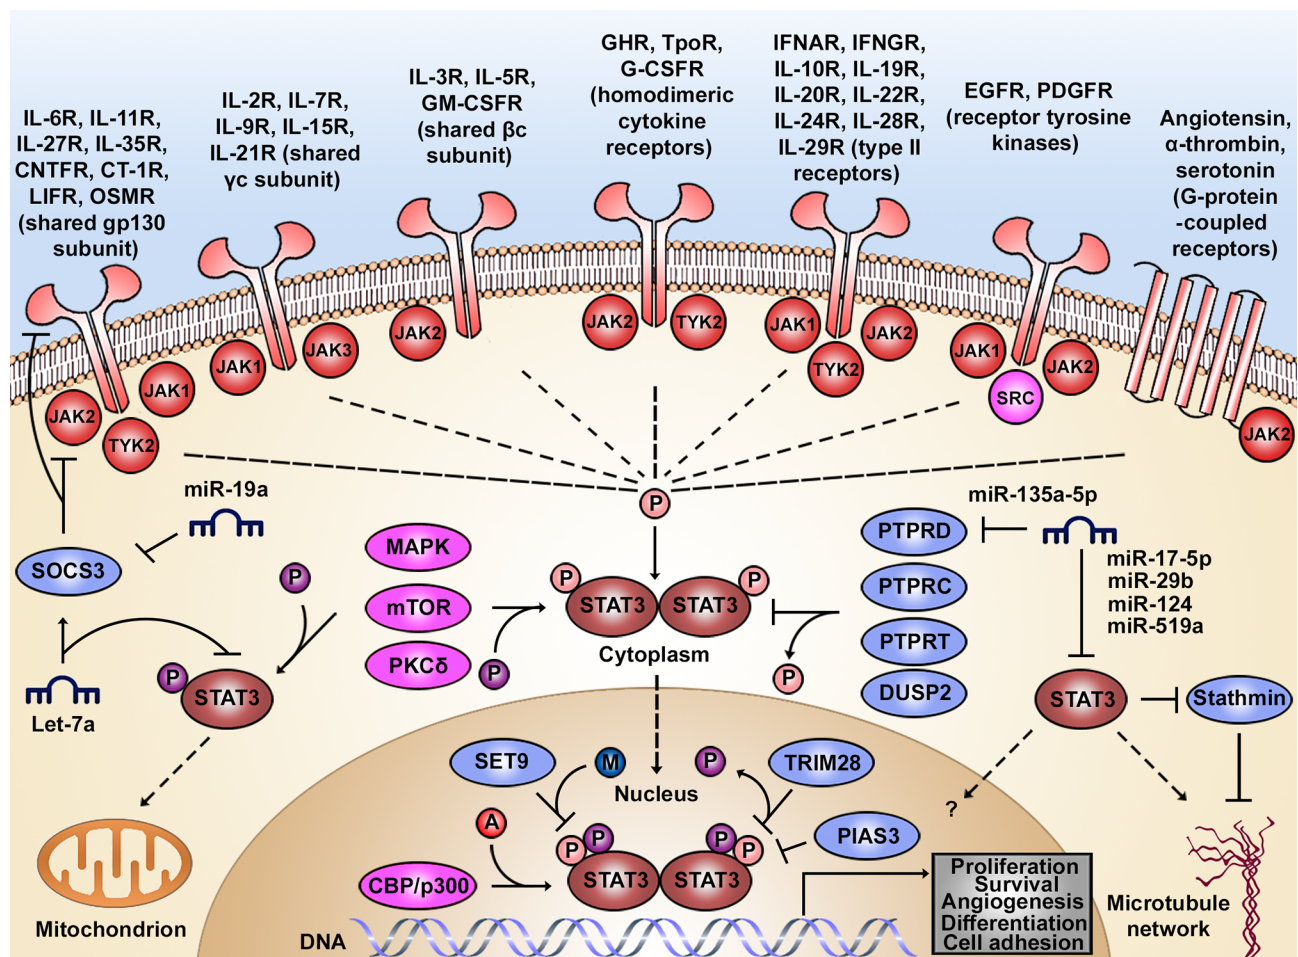 IL-6R, IL-11R,
IL-27R, IL-35R,
CNTFR, CT-1R,
LIFR, OSMR
(shared gp130
subunit)
IL-2R, IL-7R,
IL-9R, IL-15R,
IL-21R (shared
γc subunit)
IL-3R, IL-5R,
GM-CSFR
(shared βc
subunit)
GHR, TpoR,
G-CSFR
(homodimeric
cytokine
receptors)
IFNAR, IFNGR,
IL-10R, IL-19R,
IL-20R, IL-22R,
IL-24R, IL-28R,
IL-29R (type II
receptors)
EGFR, PDGFR
(receptor tyrosine
kinases)
Angiotensin,
α-thrombin,
serotonin
(G-protein
-coupled
receptors)
JAK2
JAK1
TYK2
JAK1
JAK3
JAK2
JAK2
TYK2
JAK1
JAK2
TYK2
JAK1
JAK2
SRC
JAK2
miR-19a
SOCS3
P
P
STAT3
Let-7a
Mitochondrion
MAPK
mTOR
PKCδ
P
P
P
P
STAT3
STAT3
Cytoplasm
P
PTPRD
PTPRC
PTPRT
DUSP2
miR-135a-5p
miR-17-5p
miR-29b
miR-124
miR-519a
STAT3
Stathmin
?
Microtubule
network
SET9
M
P
TRIM28
Nucleus
A
P
P
P
P
PIAS3
CBP/p300
STAT3
STAT3
DNA
Proliferation
Survival
Angiogenesis
Differentiation
Cell adhesion